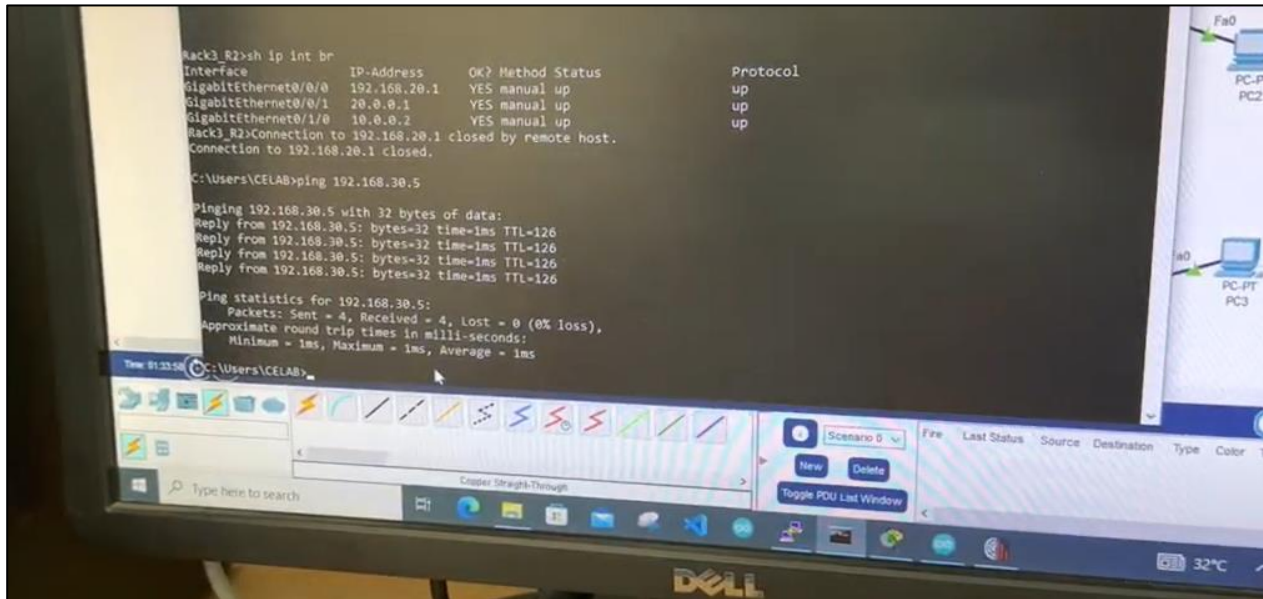 Rack3_R2>sh ip int br
Interface IP-Address OK? Method Status Protocol
GigabitEthernet0/0/0 192.168.20.1 YES manual up up
GigabitEthernet0/0/1 20.0.0.1 YES manual up up
GigabitEthernet0/1/0 10.0.0.2 YES manual up up
Rack3_R2>Connection to 192.168.20.1 closed by remote host.
Connection to 192.168.20.1 closed.
C:\Users\CELAB>ping 192.168.30.5
Pinging 192.168.30.5 with 32 bytes of data:
Reply from 192.168.30.5: bytes=32 time=1ms TTL=126
Reply from 192.168.30.5: bytes=32 time=1ms TTL=126
Reply from 192.168.30.5: bytes=32 time=1ms TTL=126
Reply from 192.168.30.5: bytes=32 time=1ms TTL=126
Ping statistics for 192.168.30.5:
Packets: Sent = 4, Received = 4, Lost = 0 (0% loss),
Approximate round trip times in milli-seconds:
Minimum = 1ms, Maximum = 1ms, Average = 1ms
C:\Users\CELAB>_
Fa0
PC-P
PC2
a0
PC-PT
PC3
Time: 01:33:58
Scenario 0
New Delete
Toggle PDU List Window
Fire Last Status Source Destination Type Color
Copper Straight-Through
Type here to search
32°C
DELL